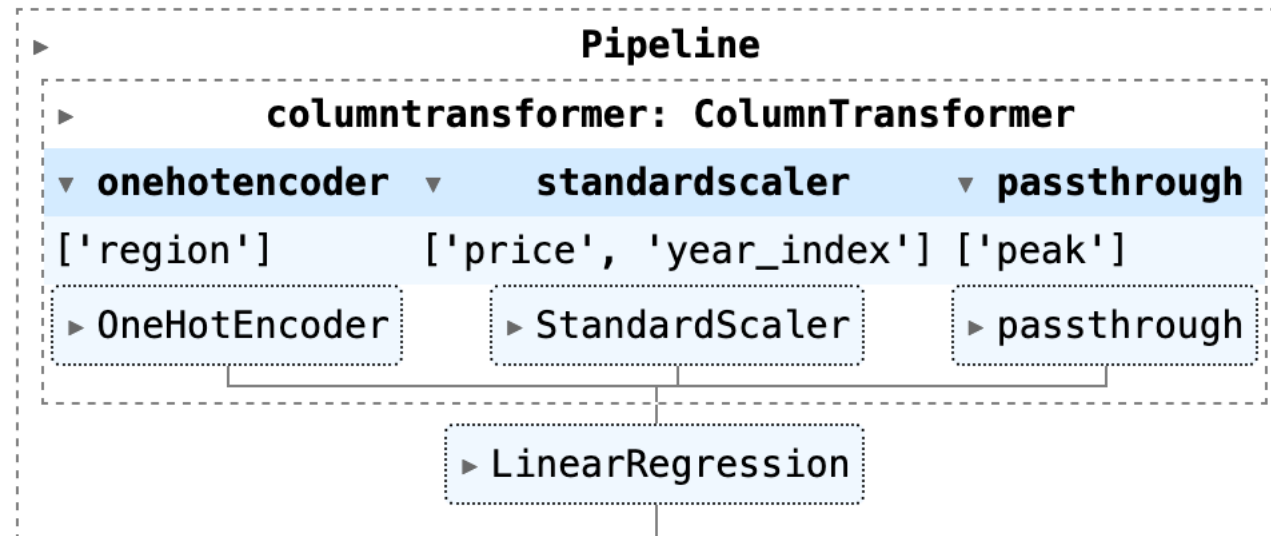 Pipeline
columntransformer: ColumnTransformer
onehotencoder standardscaler passthrough
['region'] ['price', 'year_index'] ['peak']
OneHotEncoder StandardScaler passthrough
LinearRegression